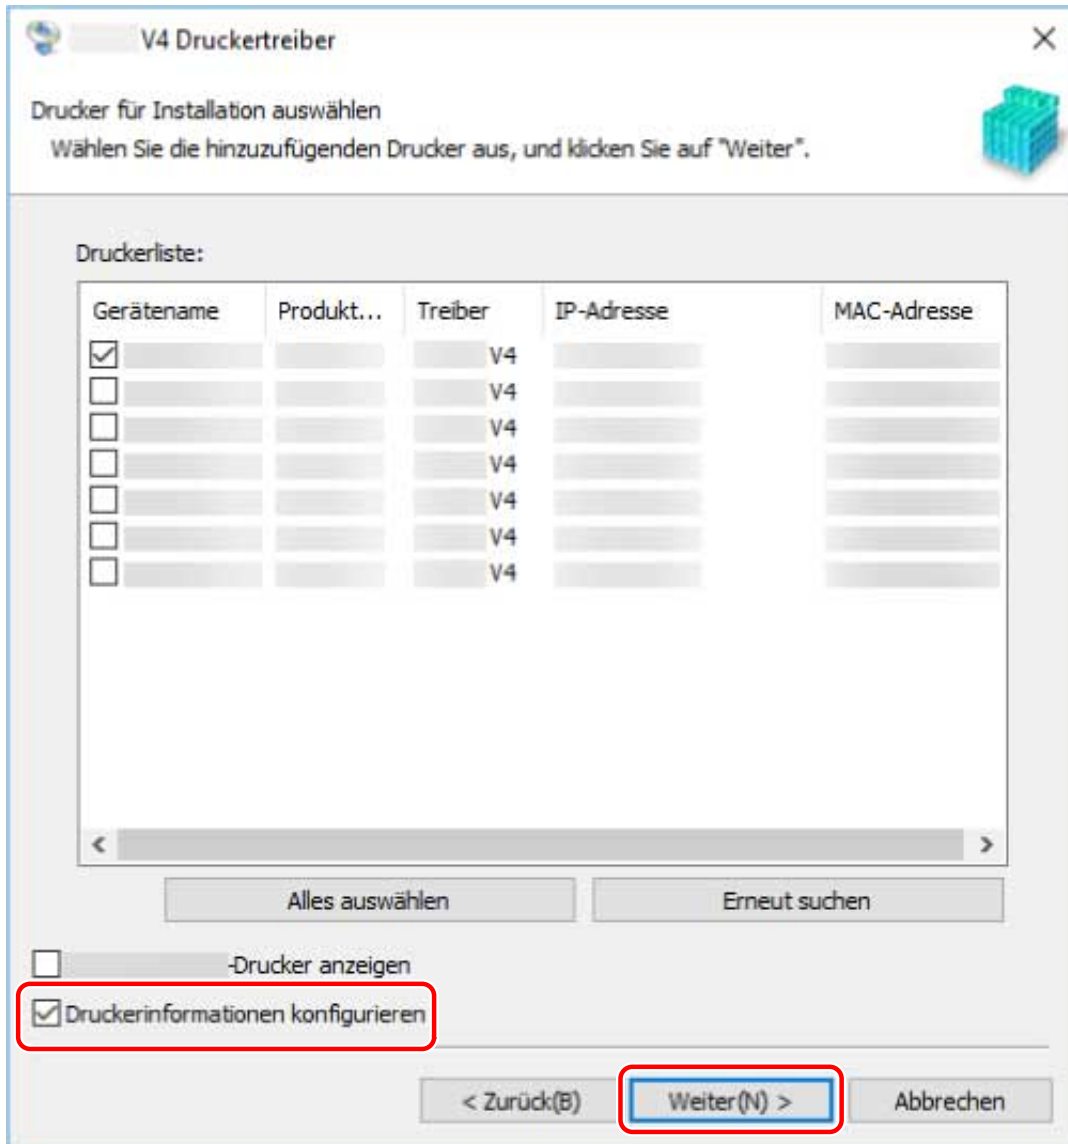 V4 Druckertreiber
Drucker für Installation auswählen
Wählen Sie die hinzuzufügenden Drucker aus, und klicken Sie auf "Weiter".
Druckerliste:
Gerätename Produkt... Treiber IP-Adresse MAC-Adresse
V4
V4
V4
V4
V4
V4
V4
Alles auswählen Erneut suchen
-Drucker anzeigen
Druckerinformationen konfigurieren
< Zurück(B) Weiter(N) > Abbrechen